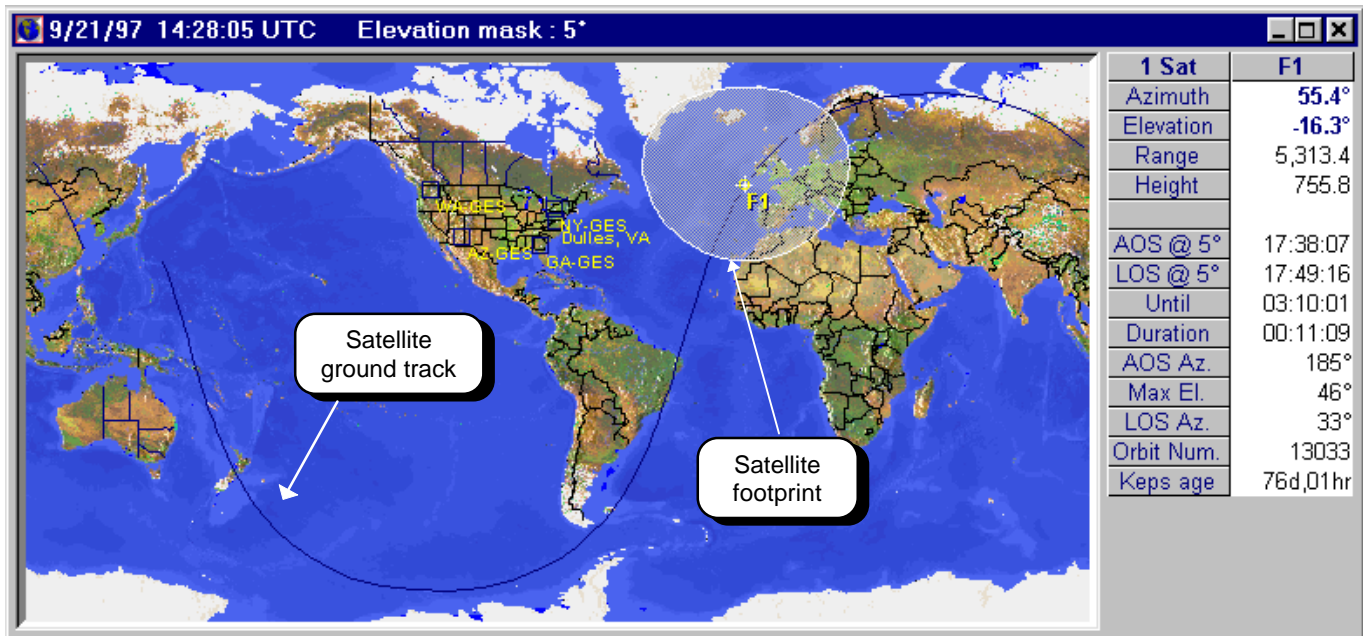 9/21/97 14:28:05 UTC Elevation mask : 5°
1 Sat F1
Azimuth 55.4°
Elevation -16.3°
Range 5,313.4
Height 755.8
AOS @ 5° 17:38:07
LOS @ 5° 17:49:16
Until 03:10:01
Duration 00:11:09
AOS Az. 185°
Max El. 46°
LOS Az. 33°
Orbit Num. 13033
Keps age 76d,01hr
F1
WA-GES
NY-GES
Dulles, VA
AZ-GES
GA-GES
Satellite
ground track
Satellite
footprint